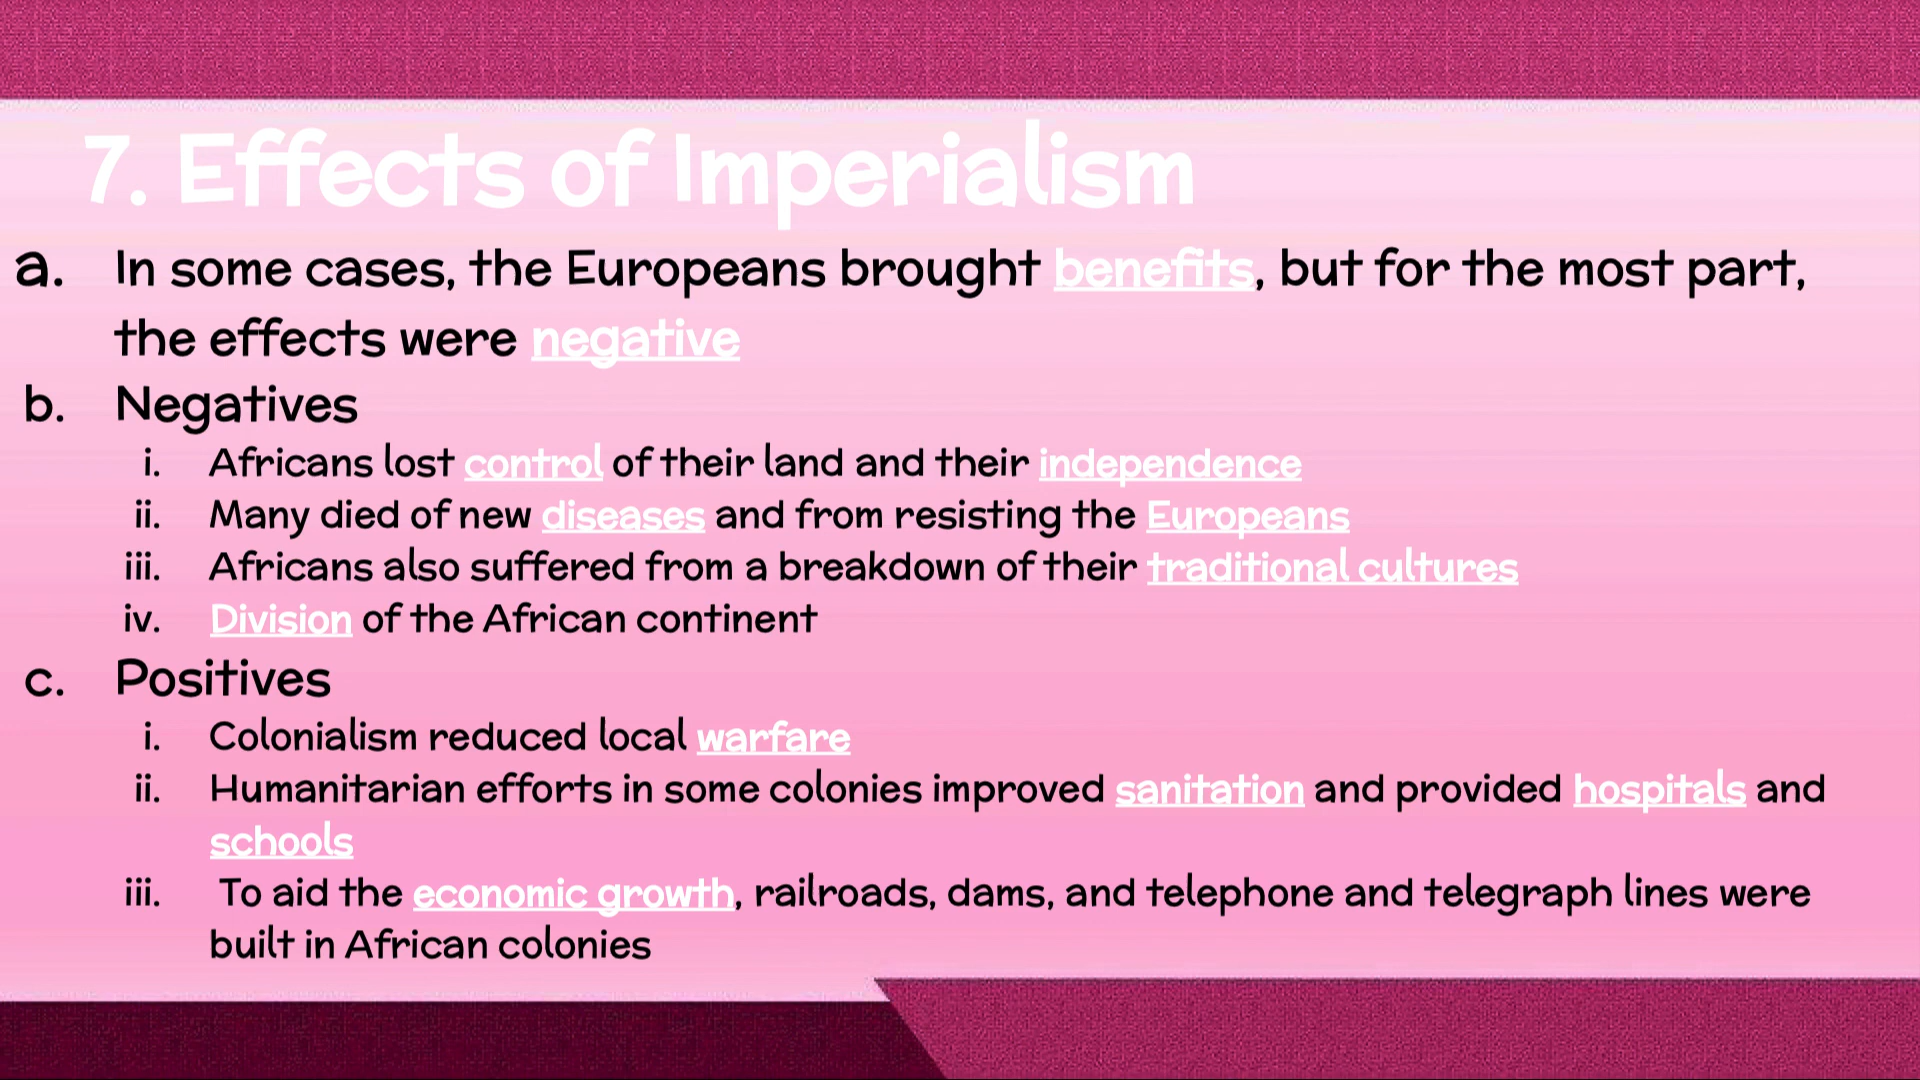 7. Effects of Imperialism
a. In some cases, the Europeans brought benefits, but for the most part,
the effects were negative
b. Negatives
i. Africans lost control of their land and their independence
ii. Many died of new diseases and from resisting the Europeans
iii. Africans also suffered from a breakdown of their traditional cultures
iv. Division of the African continent
c. Positives
i. Colonialism reduced local warfare
ii. Humanitarian efforts in some colonies improved sanitation and provided hospitals and
schools
iii. To aid the economic growth, railroads, dams, and telephone and telegraph lines were
built in African colonies